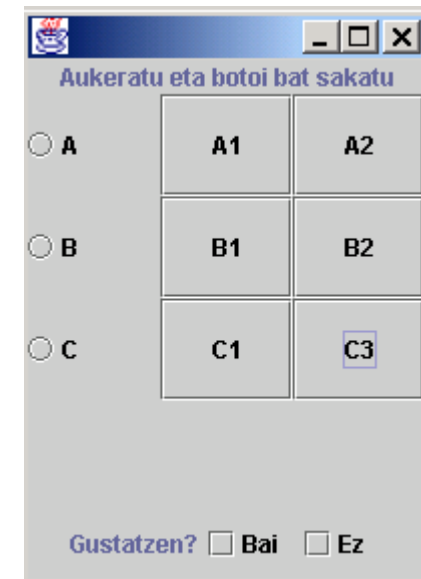 Aukeratu eta botoi bat sakatu
A A1 A2
B B1 B2
C C1 C3
Gustatzen? Bai Ez